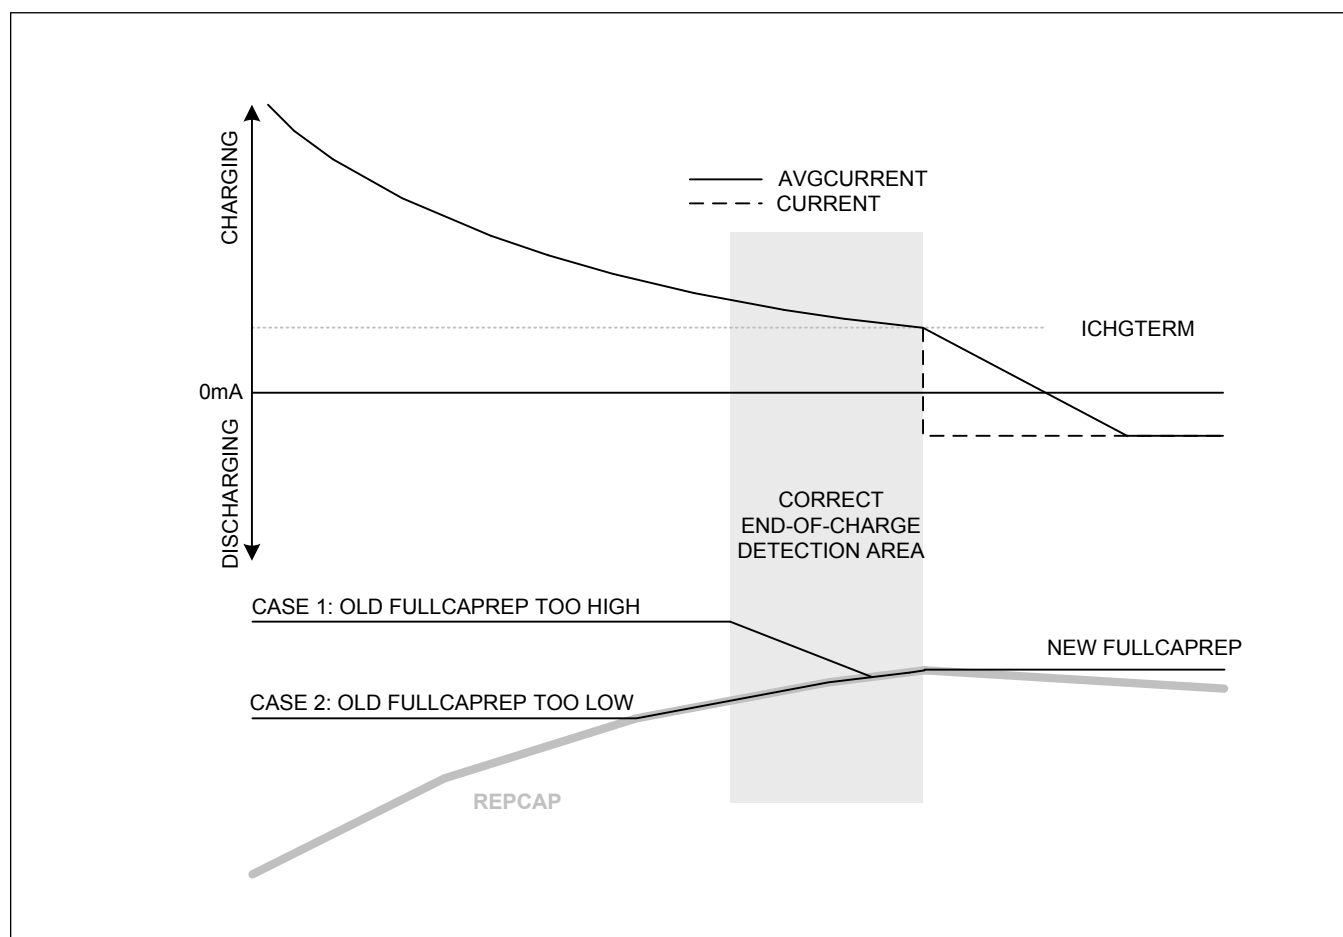 CHARGING
AVGCURRENT
CURRENT
ICHGTERM
0mA
DISCHARGING
CORRECT
END-OF-CHARGE
DETECTION AREA
CASE 1: OLD FULLCAPREP TOO HIGH
NEW FULLCAPREP
CASE 2: OLD FULLCAPREP TOO LOW
REPCAP